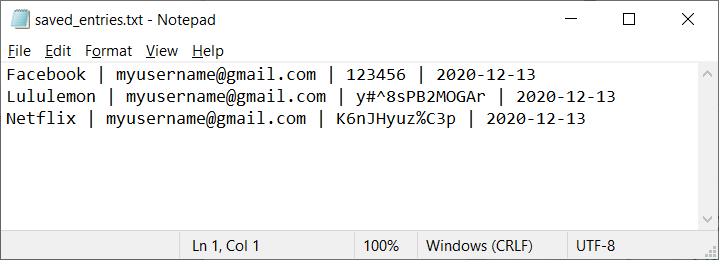 saved_entries.txt - Notepad
File Edit Format View Help
Facebook | myusername@gmail.com | 123456 | 2020-12-13
Lululemon | myusername@gmail.com | y#^8sPB2MOGAr | 2020-12-13
Netflix | myusername@gmail.com | K6nJHyuz%C3p | 2020-12-13
Ln 1, Col 1 100% Windows (CRLF) UTF-8